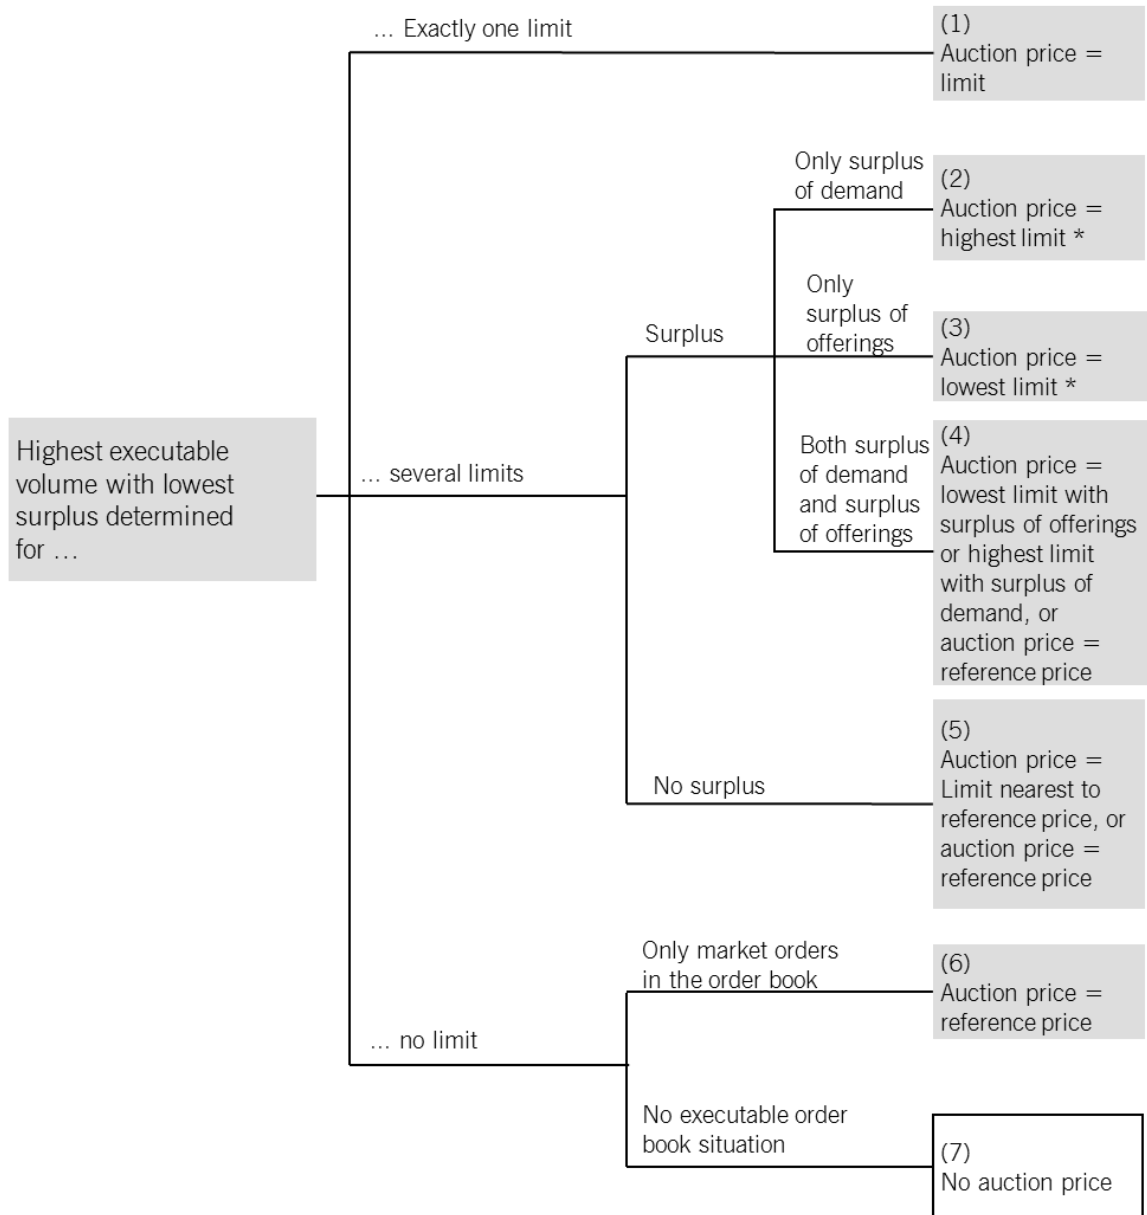 ... Exactly one limit
(1)
Auction price =
limit
Only surplus
of demand
(2)
Auction price =
highest limit *
Only
surplus of
offerings
Surplus
(3)
Auction price =
lowest limit *
Highest executable
volume with lowest
surplus determined
for ...
... several limits
Both surplus
of demand
and surplus
of offerings
(4)
Auction price =
lowest limit with
surplus of offerings
or highest limit
with surplus of
demand, or
auction price =
reference price
No surplus
(5)
Auction price =
Limit nearest to
reference price, or
auction price =
reference price
... no limit
Only market orders
in the order book
(6)
Auction price =
reference price
No executable order
book situation
(7)
No auction price